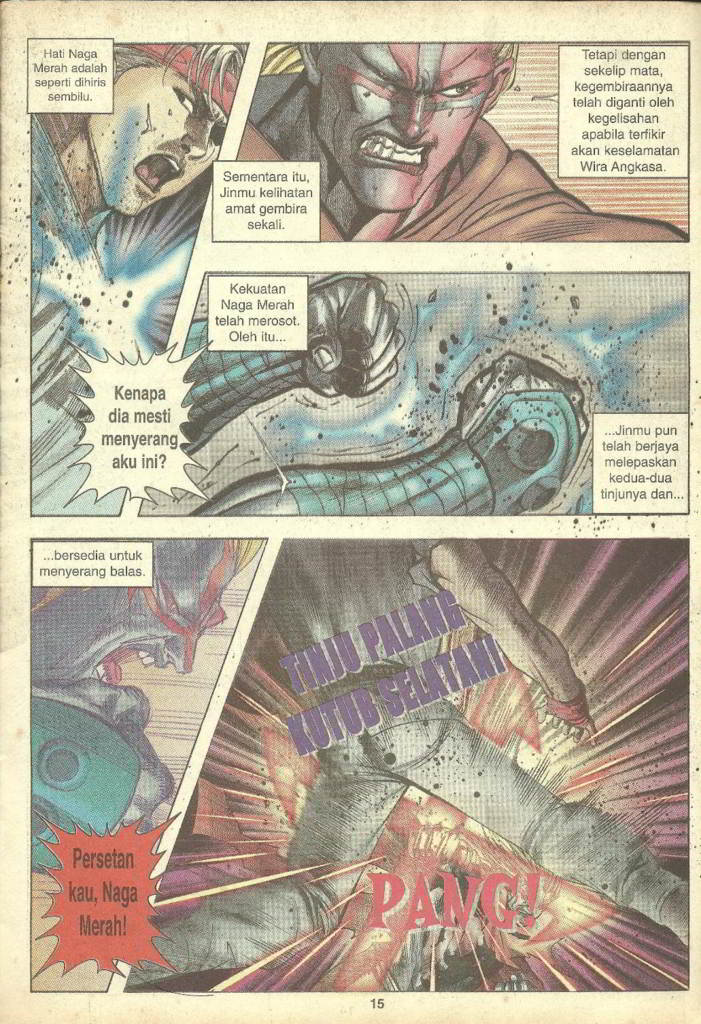 Hati Naga
Merah adalah
seperti dihiris
sembilu.
Sementara itu,
Jinmu kelihatan
amat gembira
sekali.
Tetapi dengan
sekelip mata,
kegembiraannya
telah diganti oleh
kegelisahan
apabila terfikir
akan keselamatan
Wira Angkasa.
Kekuatan
Naga Merah
telah merosot.
Oleh itu...
Kenapa
dia mesti
menyerang
aku ini?
...Jinmu pun
telah berjaya
melepaskan
kedua-dua
tinjunya dan...
...bersedia untuk
menyerang balas.
TINJU PALANG
KUTUB SELATAN!
Persetan
kau, Naga
Merah!
PANG!
15